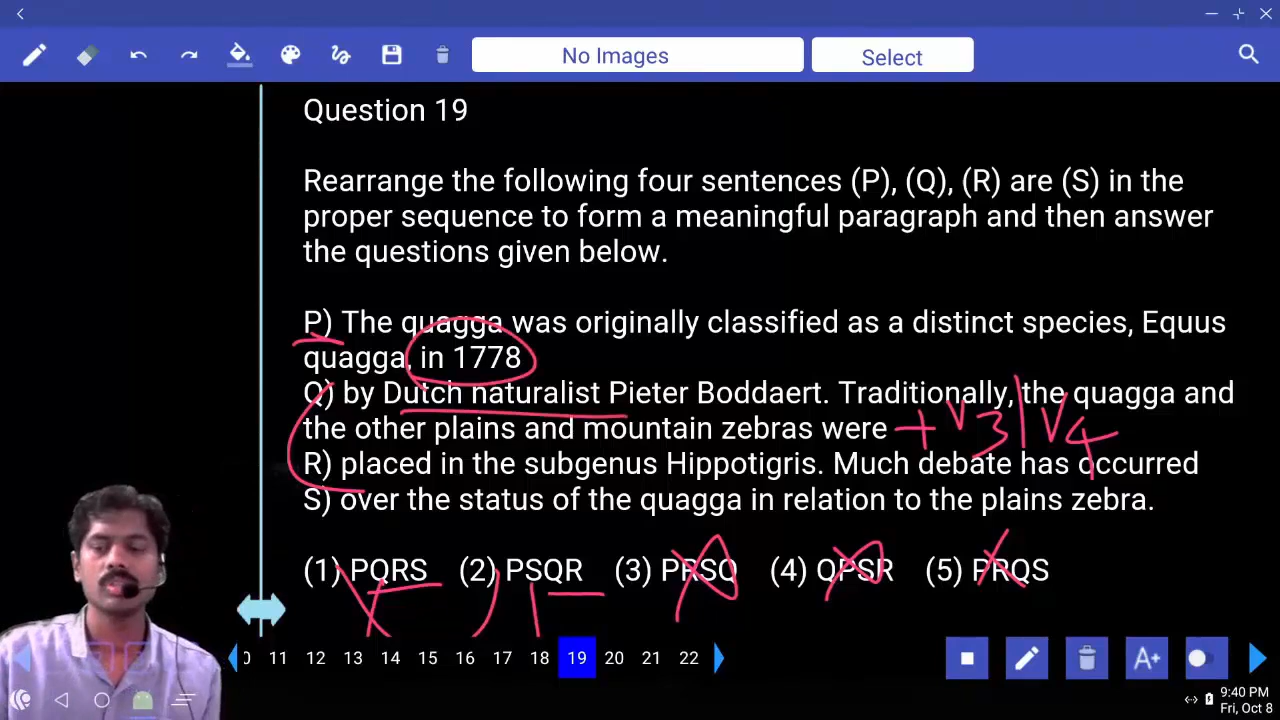 No Images
Select
Question 19
Rearrange the following four sentences (P), (Q), (R) are (S) in the
proper sequence to form a meaningful paragraph and then answer
the questions given below.
P) The quagga was originally classified as a distinct species, Equus
quagga, in 1778
Q) by Dutch naturalist Pieter Boddaert. Traditionally, the quagga and
the other plains and mountain zebras were + V3 | V4
R) placed in the subgenus Hippotigris. Much debate has occurred
S) over the status of the quagga in relation to the plains zebra.
(1) PQRS (2) PSQR (3) PRSQ (4) QPSR (5) PRQS
0 11 12 13 14 15 16 17 18 19 20 21 22
A+
9:40 PM
Fri, Oct 8